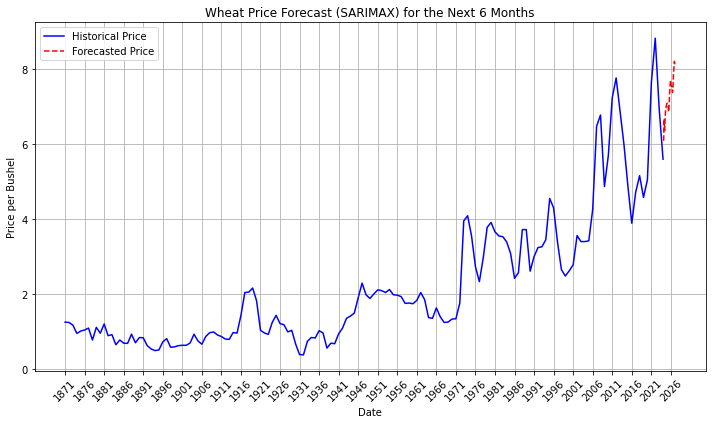 Wheat Price Forecast (SARIMAX) for the Next 6 Months
Historical Price
Forecasted Price
Price per Bushel
8
6
4
2
0
1871 1876 1881 1886 1891 1896 1901 1906 1911 1916 1921 1926 1931 1936 1941 1946 1951 1956 1961 1966 1971 1976 1981 1986 1991 1996 2001 2006 2011 2016 2021 2026
Date